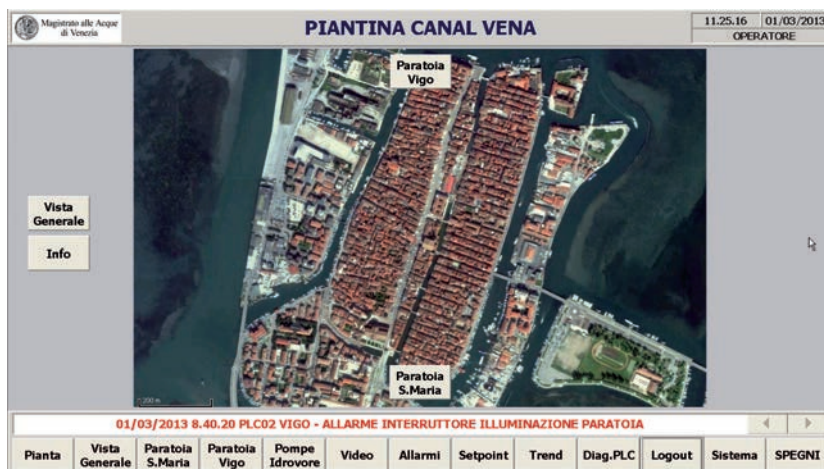 Magistrato alle Acque
di Venezia
PIANTINA CANAL VENA
11.25.16 01/03/2013
OPERATORE
Paratoia
Vigo
Vista
Generale
Info
Paratoia
S.Maria
200 m
01/03/2013 8.40.20 PLC02 VIGO - ALLARME INTERRUTTORE ILLUMINAZIONE PARATOIA
Pianta
Vista
Generale
Paratoia
S.Maria
Paratoia
Vigo
Pompe
Idrovore
Video
Allarmi
Setpoint
Trend
Diag.PLC
Logout
Sistema
SPEGNI